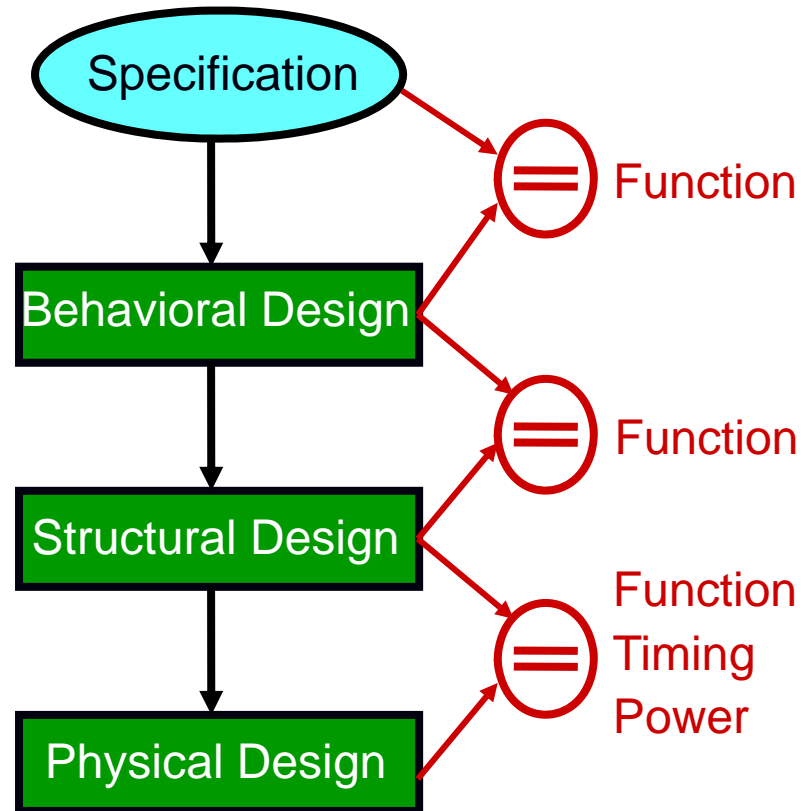 Specification
Function
Behavioral Design
Function
Structural Design
Function
Timing
Power
Physical Design